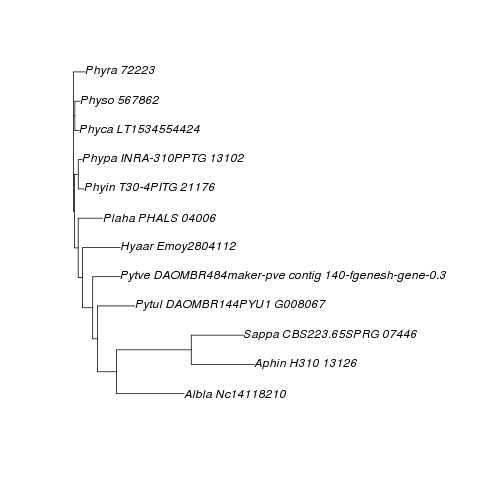 Phyra 72223
Physo 567862
Phyca LT1534554424
Phypa INRA-310PPTG 13102
Phyin T30-4PITG 21176
Plaha PHALS 04006
Hyaar Emoy2804112
Pytve DAOMBR484maker-pve contig 140-fgenesh-gene-0.3
Pytul DAOMBR144PYU1 G008067
Sappa CBS223.65SPRG 07446
Aphin H310 13126
Albla Nc14118210